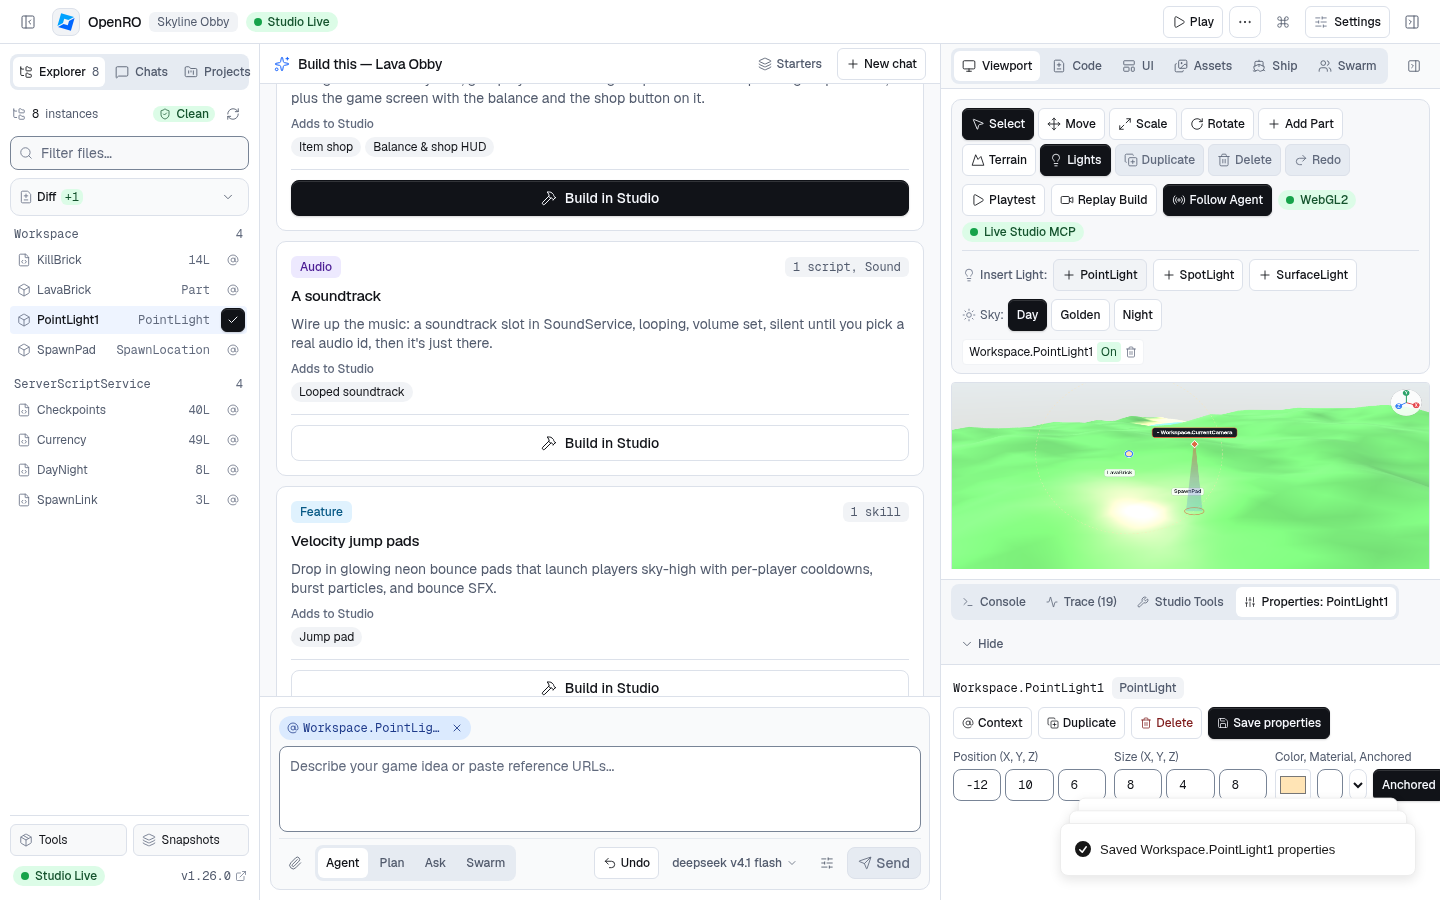 OpenRO Skyline Obby Studio Live
Play ... ⌘ Settings
Explorer 8 Chats Projects
8 instances Clean
Filter files...
Diff +1
Workspace 4
KillBrick 14L
LavaBrick Part
PointLight1 PointLight
SpawnPad SpawnLocation
ServerScriptService 4
Checkpoints 40L
Currency 49L
DayNight 8L
SpawnLink 3L
Tools Snapshots
Studio Live v1.26.0
Build this — Lava Obby Starters New chat
plus the game screen with the balance and the shop button on it.
Adds to Studio
Item shop Balance & shop HUD
Build in Studio
Audio 1 script, Sound
A soundtrack
Wire up the music: a soundtrack slot in SoundService, looping, volume set, silent until you pick a
real audio id, then it's just there.
Adds to Studio
Looped soundtrack
Build in Studio
Feature 1 skill
Velocity jump pads
Drop in glowing neon bounce pads that launch players sky-high with per-player cooldowns,
burst particles, and bounce SFX.
Adds to Studio
Jump pad
Build in Studio
@ Workspace.PointLig… ×
Describe your game idea or paste reference URLs...
Agent Plan Ask Swarm Undo deepseek v4.1 flash Send
Viewport Code UI Assets Ship Swarm
Select Move Scale Rotate Add Part
Terrain Lights Duplicate Delete Redo
Playtest Replay Build Follow Agent WebGL2
Live Studio MCP
Insert Light: PointLight SpotLight SurfaceLight
Sky: Day Golden Night
Workspace.PointLight1 On
Workspace.CurrentCamera
LavaBrick
SpawnPad
Console Trace (19) Studio Tools Properties: PointLight1
Hide
Workspace.PointLight1 PointLight
Context Duplicate Delete Save properties
Position (X, Y, Z) Size (X, Y, Z) Color, Material, Anchored
-12 10 6 8 4 8 Anchored
Saved Workspace.PointLight1 properties